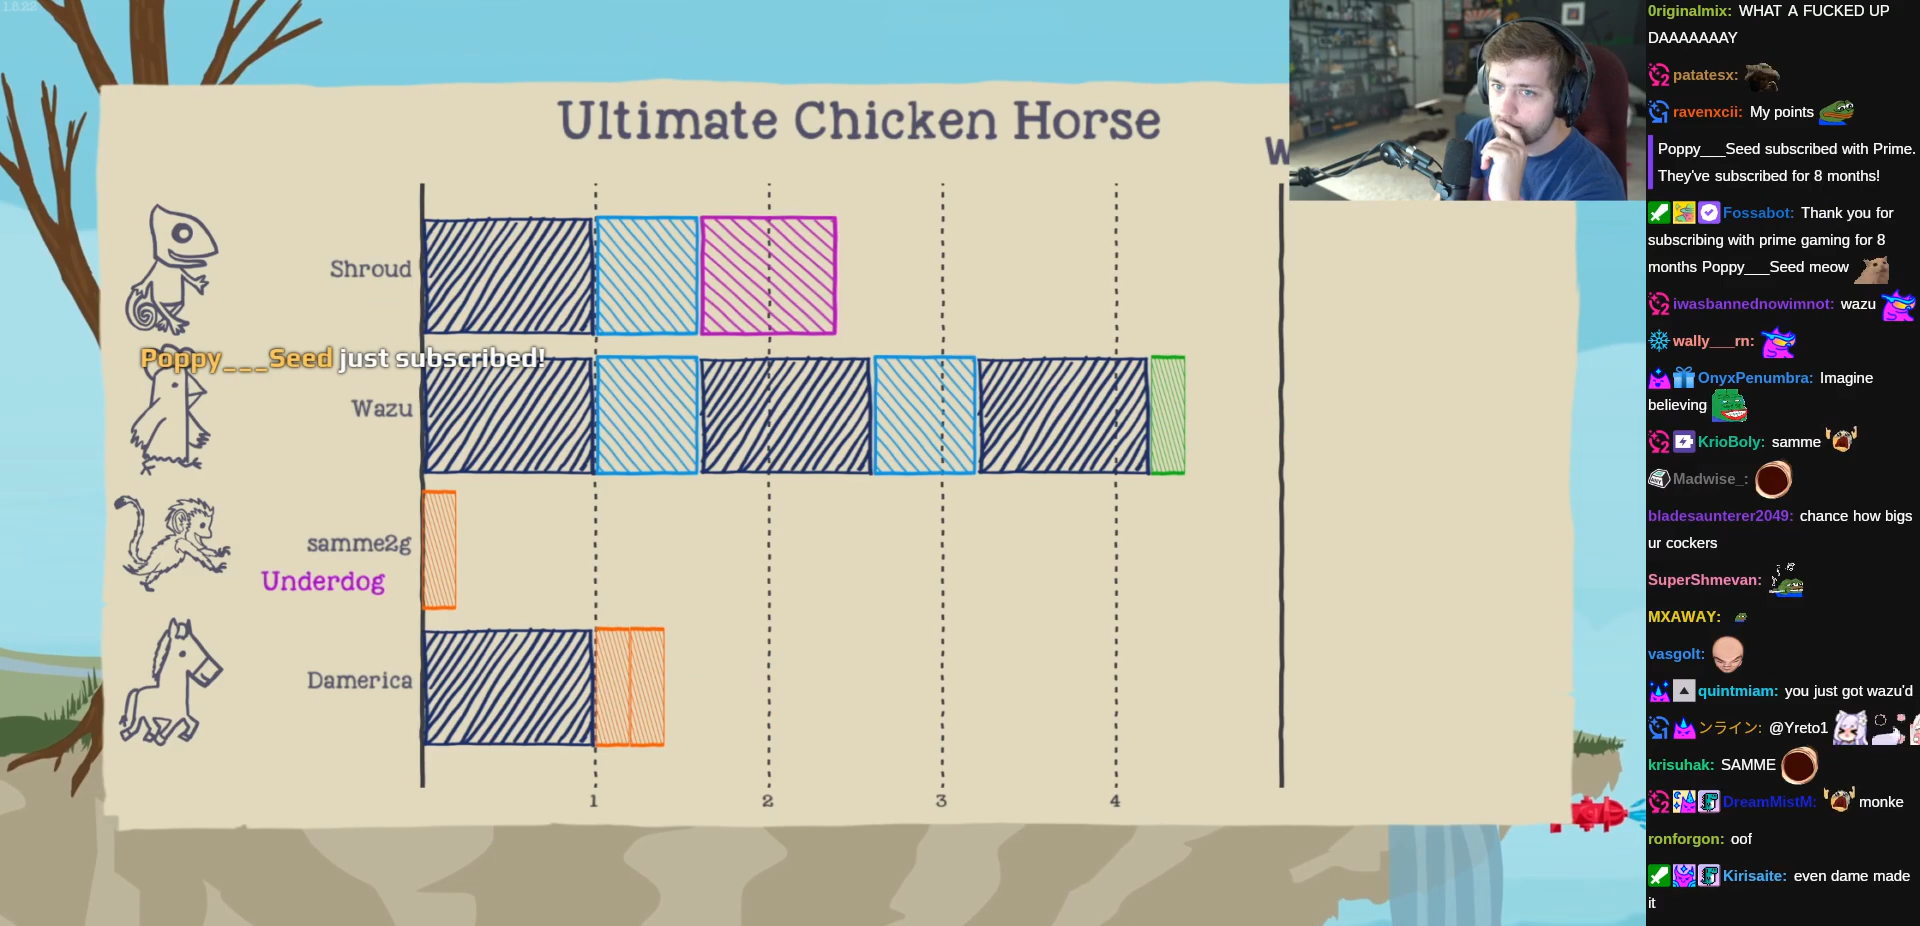 1.8.22
Ultimate Chicken Horse
W
Shroud
Poppy___Seed just subscribed!
Wazu
samme2g
Underdog
Damerica
1 2 3 4
0riginalmix: WHAT A FUCKED UP
DAAAAAAAY
patatesx:
ravenxcii: My points
Poppy___Seed subscribed with Prime.
They've subscribed for 8 months!
Fossabot: Thank you for
subscribing with prime gaming for 8
months Poppy___Seed meow
iwasbannednowimnot: wazu
wally___rn:
OnyxPenumbra: Imagine
believing
KrioBoly: samme
Madwise_:
bladesaunterer2049: chance how bigs
ur cockers
SuperShmevan:
MXAWAY:
vasgolt:
quintmiam: you just got wazu'd
ンライン: @Yreto1
krisuhak: SAMME
DreamMistM: monke
ronforgon: oof
Kirisaite: even dame made
it